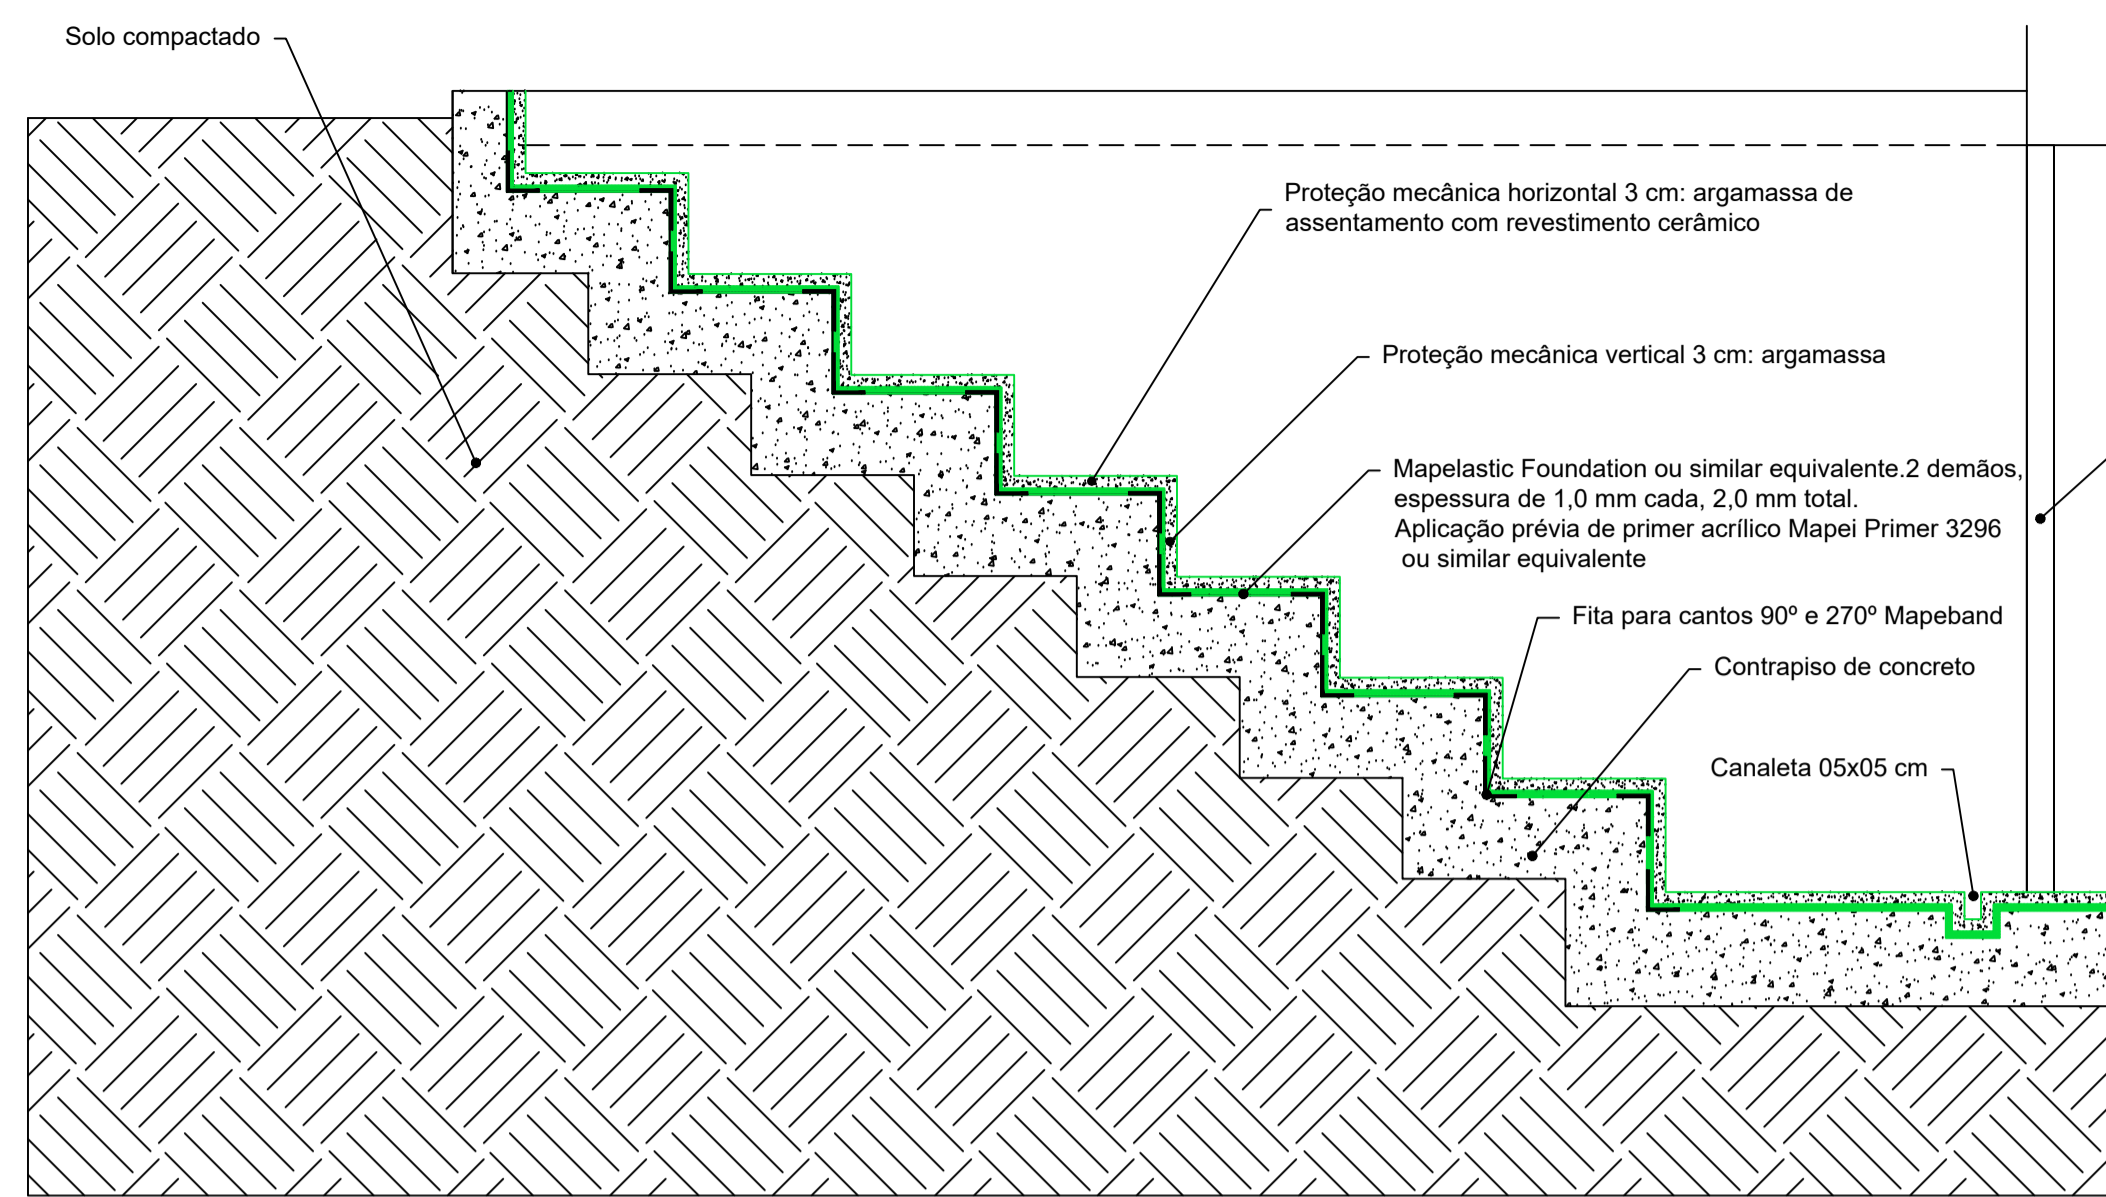 Solo compactado
Proteção mecânica horizontal 3 cm: argamassa de
assentamento com revestimento cerâmico
Proteção mecânica vertical 3 cm: argamassa
Mapelastic Foundation ou similar equivalente.2 demãos,
espessura de 1,0 mm cada, 2,0 mm total.
Aplicação prévia de primer acrílico Mapei Primer 3296
ou similar equivalente
Fita para cantos 90º e 270º Mapeband
Contrapiso de concreto
Canaleta 05x05 cm